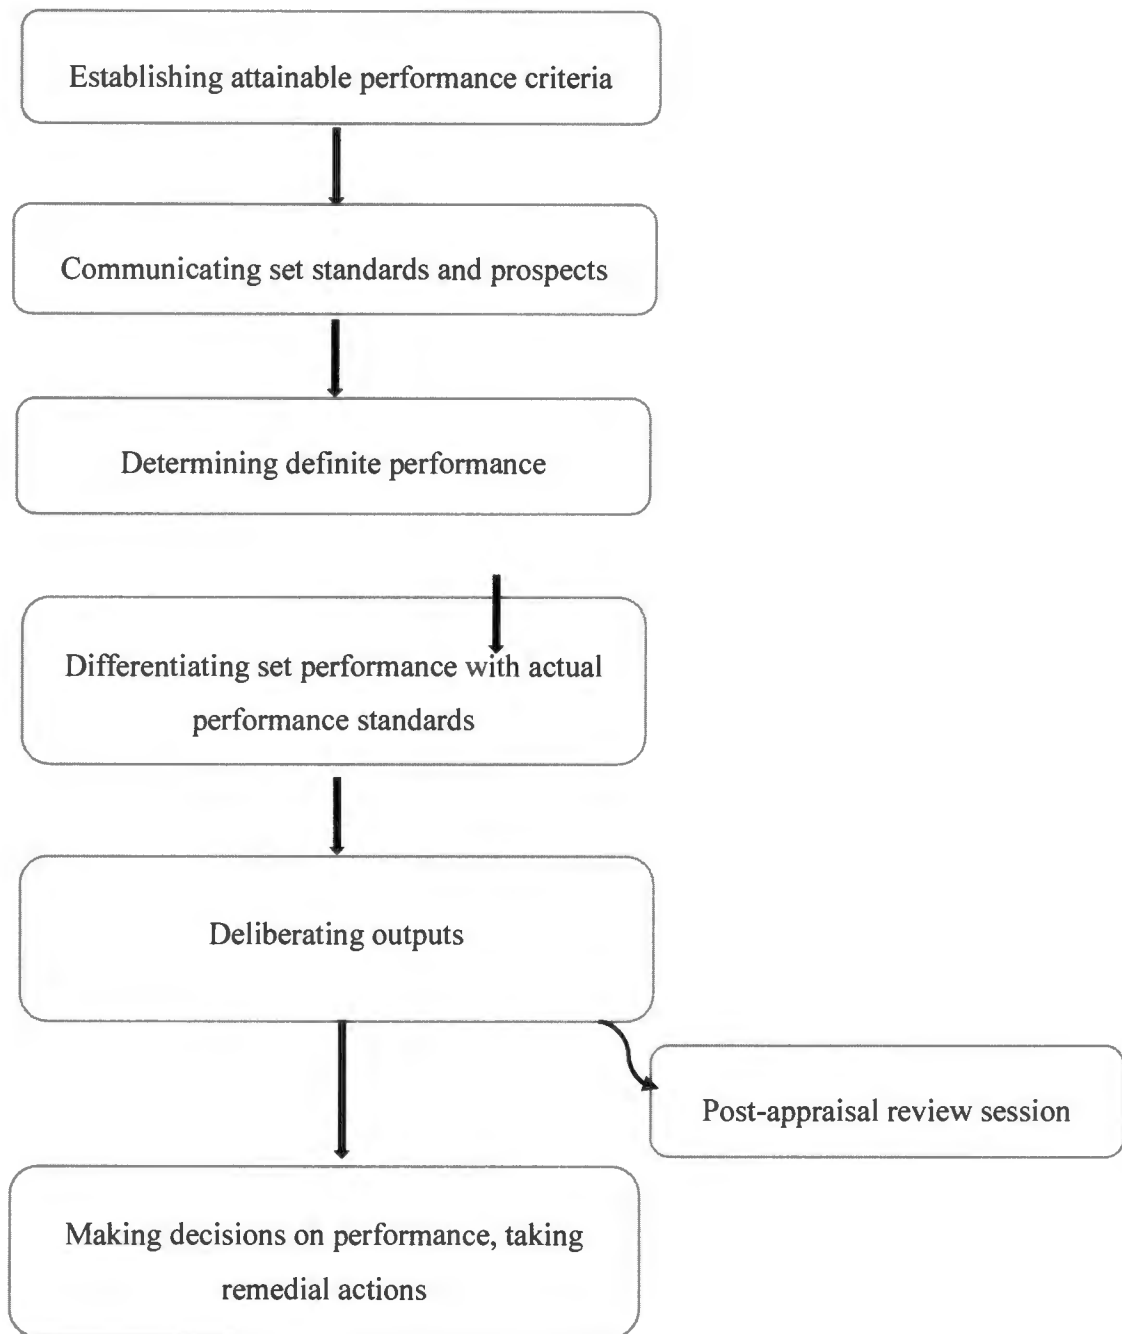 Establishing attainable performance criteria
Communicating set standards and prospects
Determining definite performance
Differentiating set performance with actual
performance standards
Deliberating outputs
Post-appraisal review session
Making decisions on performance, taking
remedial actions